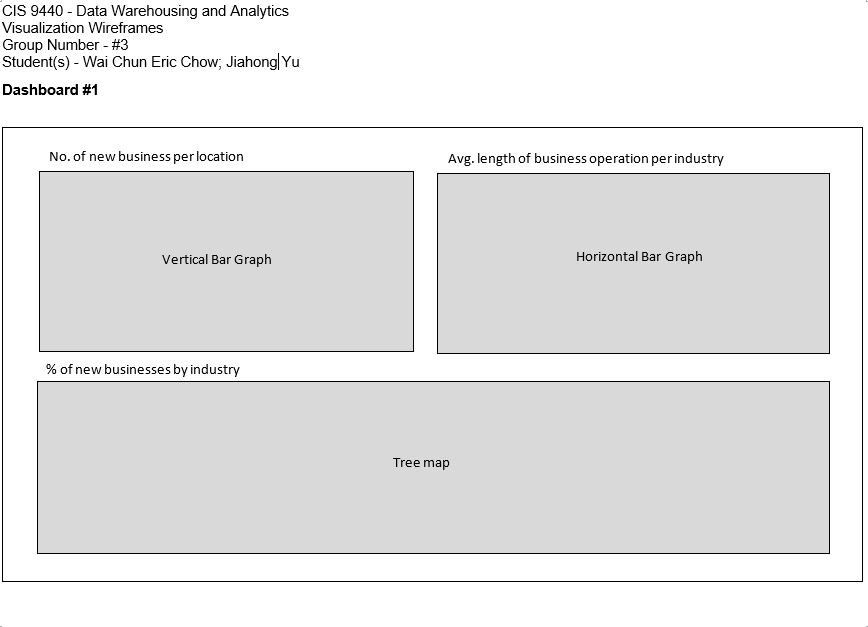 CIS 9440 - Data Warehousing and Analytics
Visualization Wireframes
Group Number - #3
Student(s) - Wai Chun Eric Chow; Jiahong Yu
Dashboard #1
No. of new business per location
Avg. length of business operation per industry
Vertical Bar Graph
Horizontal Bar Graph
% of new businesses by industry
Tree map